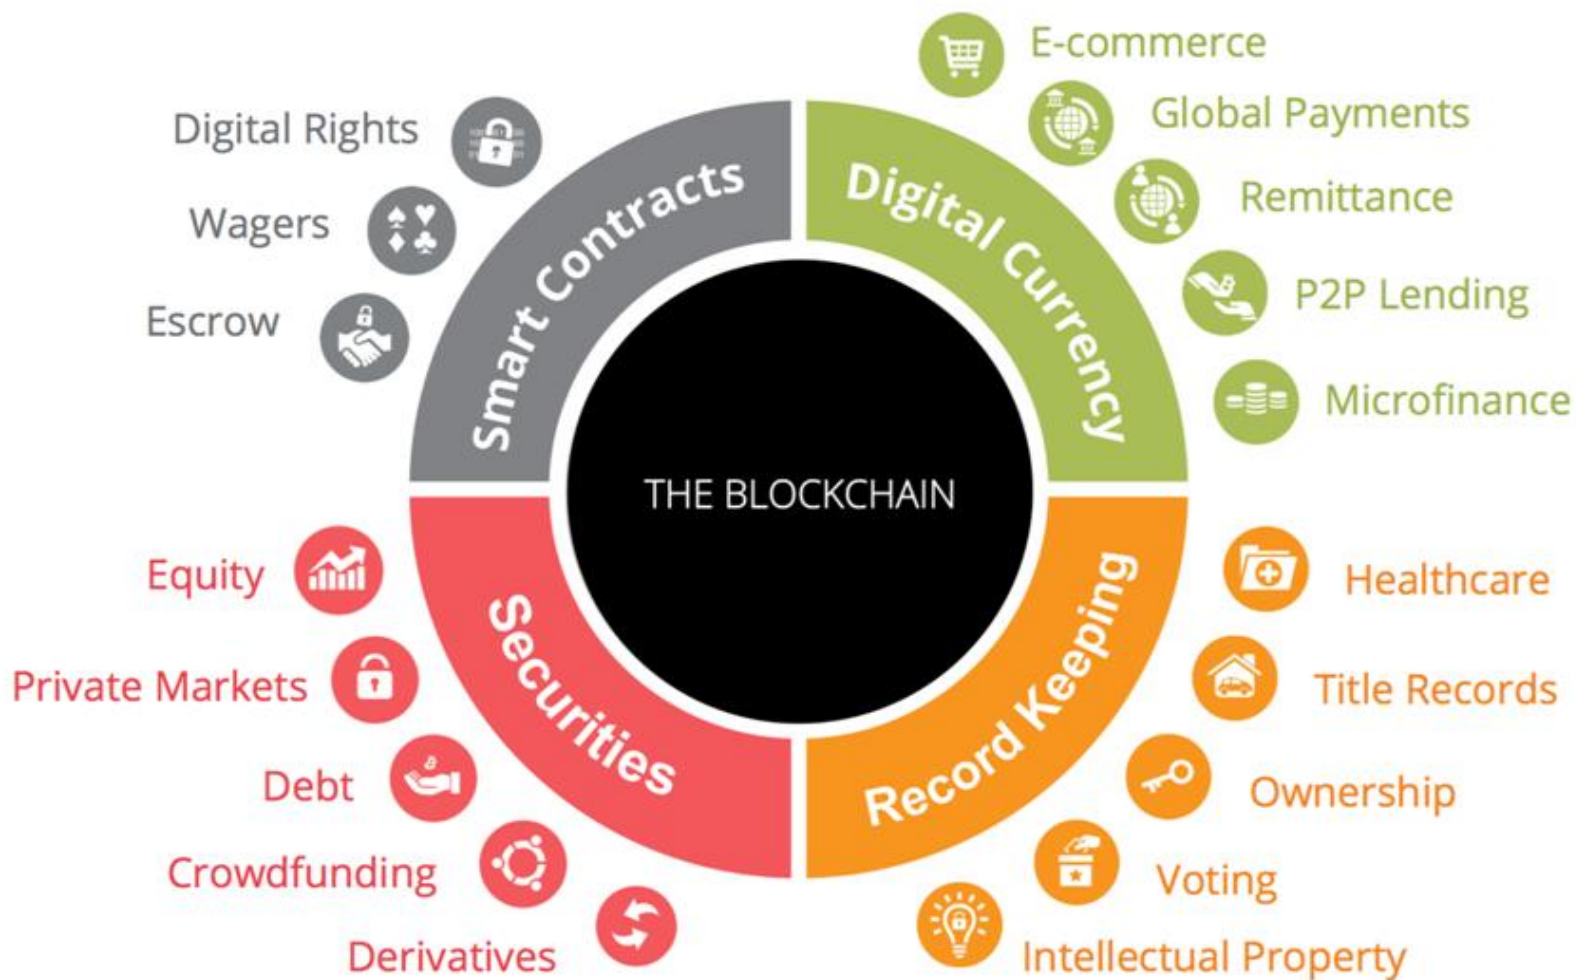 E-commerce
Global Payments
Remittance
P2P Lending
Microfinance
Digital Rights
Wagers
Escrow
Smart Contracts
Digital Currency
THE BLOCKCHAIN
Securities
Record Keeping
Equity
Private Markets
Debt
Crowdfunding
Derivatives
Healthcare
Title Records
Ownership
Voting
Intellectual Property